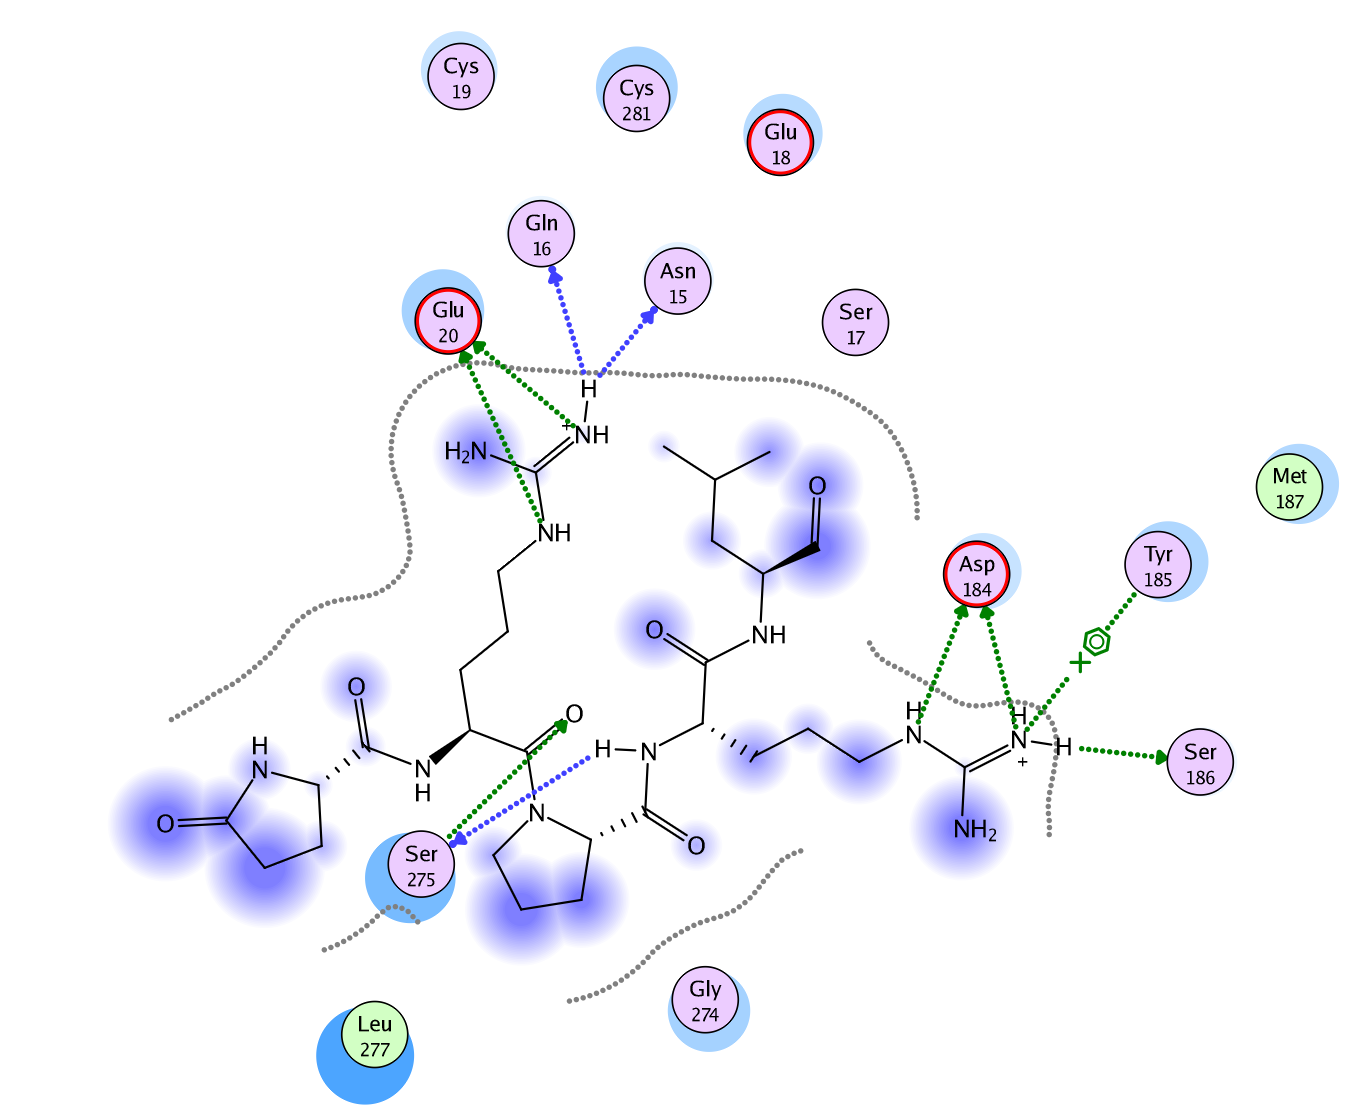 Cys
19
Cys
281
Glu
18
Gln
16
Asn
15
Glu
20
Ser
17
H
+
NH
H2N
NH
O
Met
187
Tyr
185
Asp
184
O
NH
O
O
H
N
H
N
H
+
H
N
H
N
H
N
H
O
Ser
186
N
O
NH2
O
Ser
275
Gly
274
Leu
277